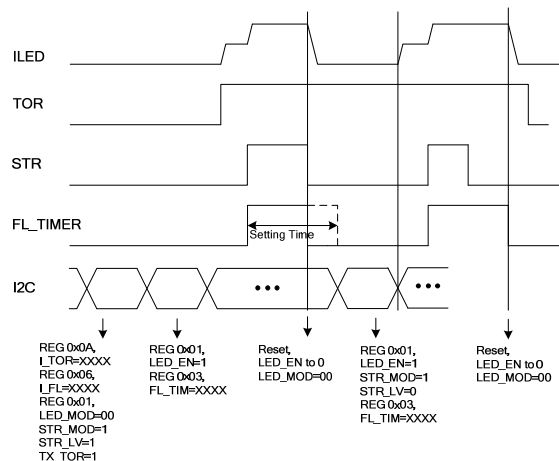 ILED
TOR
STR
FL_TIMER
Setting Time
I2C
•••
•••
REG 0x0A,
I_TOR=XXXX
REG 0x06,
I_FL=XXXX
REG 0x01,
LED_MOD=00
STR_MOD=1
STR_LV=1
TX_TOR=1
REG 0x01,
LED_EN=1
REG 0x03,
FL_TIM=XXXX
Reset,
LED_EN to 0
LED_MOD=00
REG 0x01,
LED_EN=1
STR_MOD=1
STR_LV=0
REG 0x03,
FL_TIM=XXXX
Reset,
LED_EN to 0
LED_MOD=00